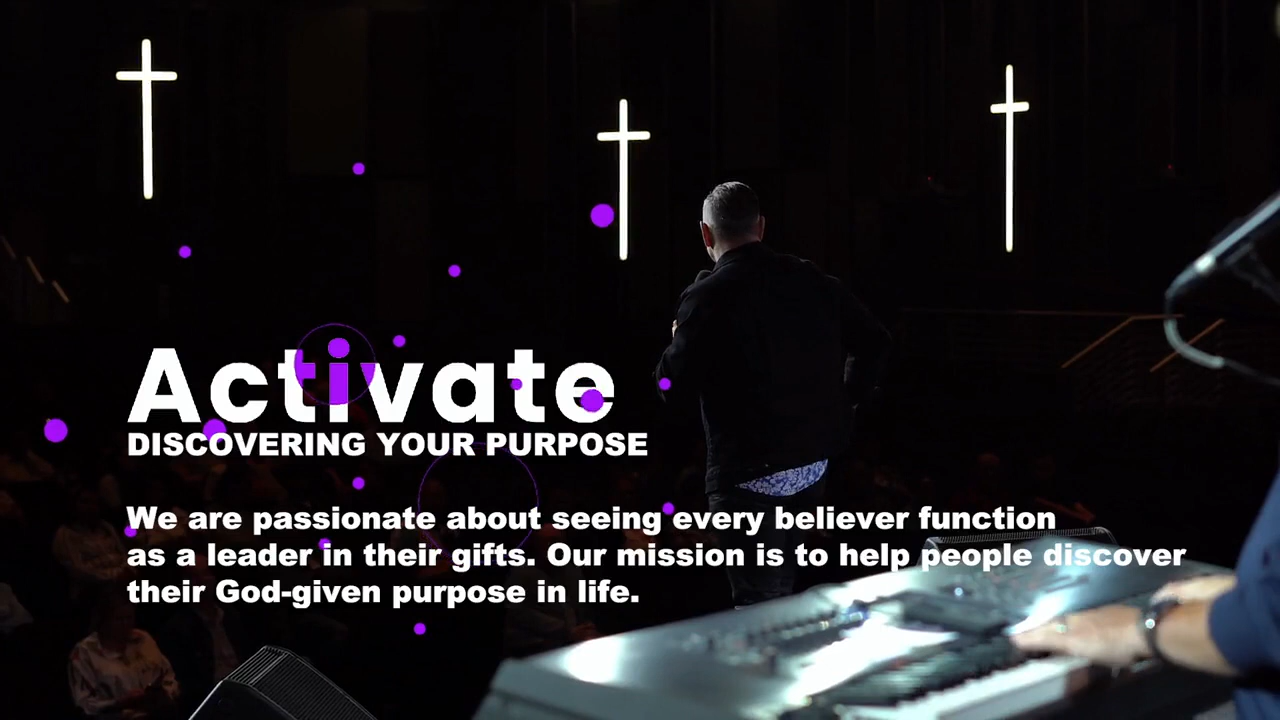 Activate
DISCOVERING YOUR PURPOSE
We are passionate about seeing every believer function
as a leader in their gifts. Our mission is to help people discover
their God-given purpose in life.